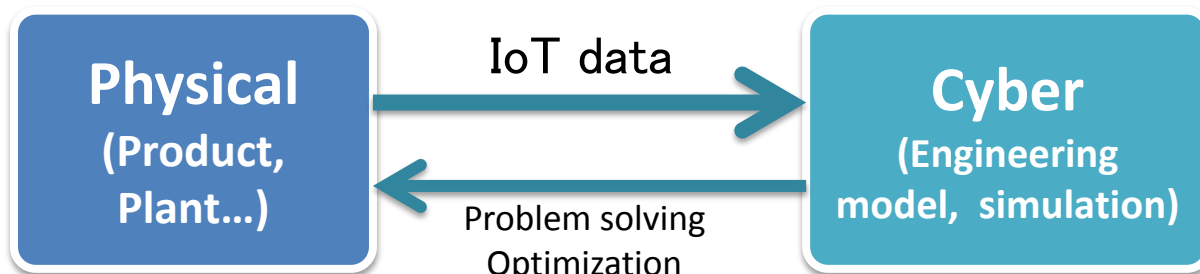 Physical
(Product,
Plant...)
IoT data
Problem solving
Optimization
Cyber
(Engineering
model, simulation)